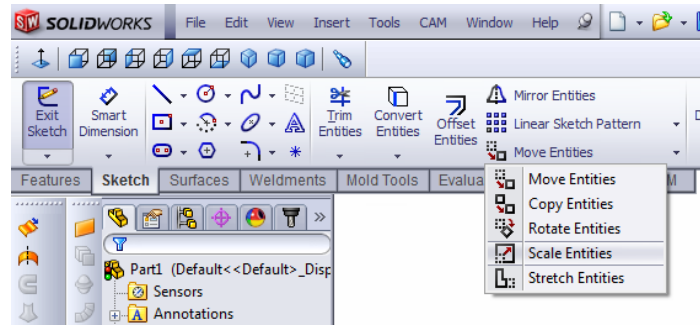 SW SOLIDWORKS File Edit View Insert Tools CAM Window Help
Exit Sketch
Smart Dimension
Trim Entities
Convert Entities
Offset Entities
Mirror Entities
Linear Sketch Pattern
Move Entities
Features Sketch Surfaces Weldments Mold Tools Evalua M
Move Entities
Copy Entities
Rotate Entities
Scale Entities
Stretch Entities
Part1 (Default<<Default>_Disp
Sensors
A Annotations